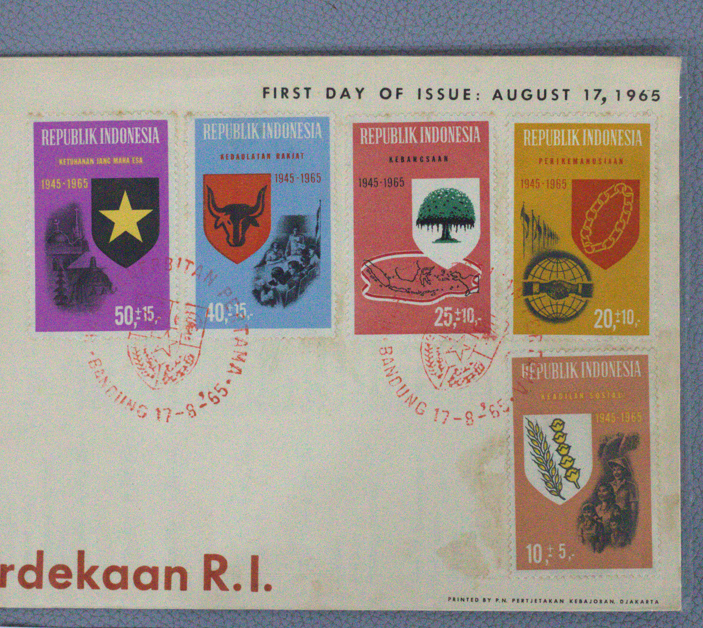 FIRST DAY OF ISSUE: AUGUST 17, 1965
REPUBLIK INDONESIA
KETUHANAN JANG MAHA ESA
1945-1965
50,+15,-
REPUBLIK INDONESIA
KEDAULATAN RAKJAT
1945-1965
40,+15,-
REPUBLIK INDONESIA
KEBANGSAAN
1945-1965
25,+10,-
REPUBLIK INDONESIA
PERIKEMANUSIAAN
1945-1965
20,+10,-
BANDUNG 17-8-'65
BANDUNG 17-8-'65
REPUBLIK INDONESIA
KEADILAN SOSIAL
1945-1965
10,+5,-
rdekaan R.I.
PRINTED BY P.N. PERTJETAKAN KEBAJORAN, DJAKARTA